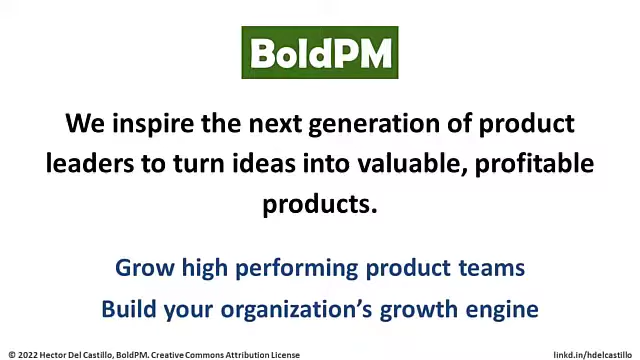 BoldPM
We inspire the next generation of product
leaders to turn ideas into valuable, profitable
products.
Grow high performing product teams
Build your organization’s growth engine
© 2022 Hector Del Castillo, BoldPM. Creative Commons Attribution License
linkd.in/hdelcastillo